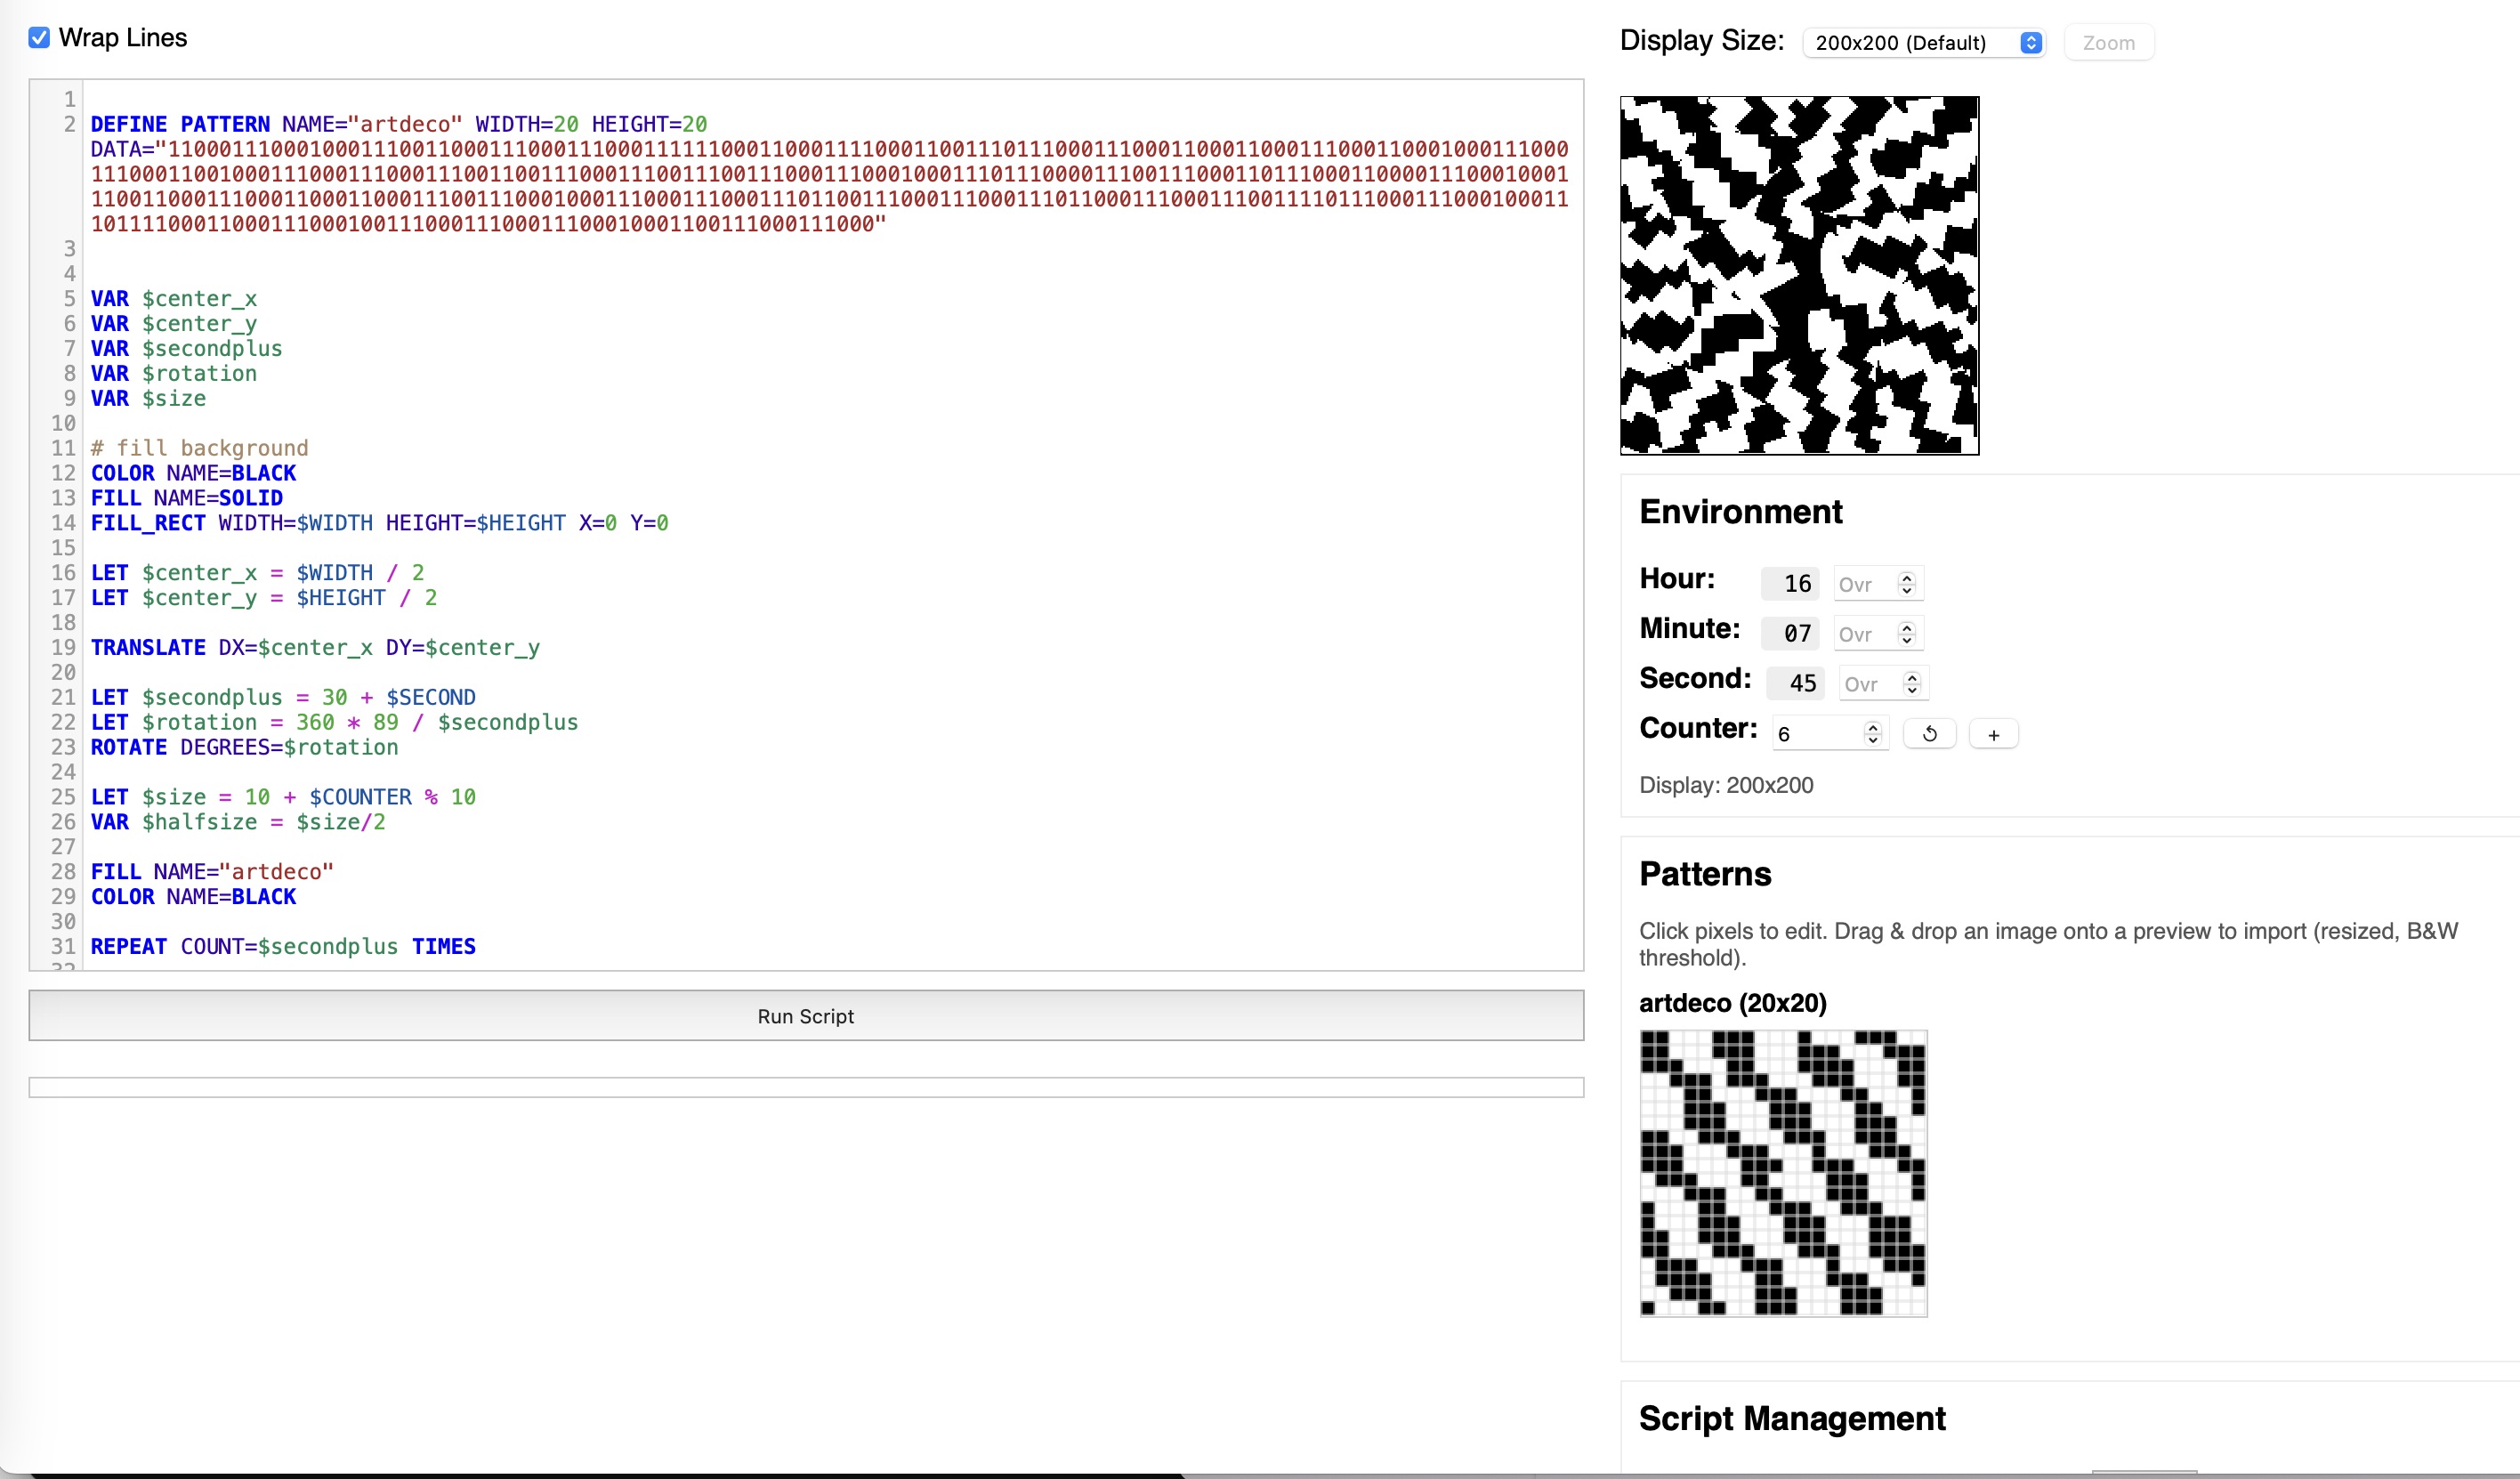 Wrap Lines
1
2 DEFINE PATTERN NAME="artdeco" WIDTH=20 HEIGHT=20
3
4
5 VAR $center_x
6 VAR $center_y
7 VAR $secondplus
8 VAR $rotation
9 VAR $size
10
11 # fill background
12 COLOR NAME=BLACK
13 FILL NAME=SOLID
14 FILL_RECT WIDTH=$WIDTH HEIGHT=$HEIGHT X=0 Y=0
15
16 LET $center_x = $WIDTH / 2
17 LET $center_y = $HEIGHT / 2
18
19 TRANSLATE DX=$center_x DY=$center_y
20
21 LET $secondplus = 30 + $SECOND
22 LET $rotation = 360 * 89 / $secondplus
23 ROTATE DEGREES=$rotation
24
25 LET $size = 10 + $COUNTER % 10
26 VAR $halfsize = $size/2
27
28 FILL NAME="artdeco"
29 COLOR NAME=BLACK
30
31 REPEAT COUNT=$secondplus TIMES
Run Script
Display Size: 200x200 (Default) Zoom
Environment
Hour: 16 Ovr
Minute: 07 Ovr
Second: 45 Ovr
Counter: 6 +
Display: 200x200
Patterns
Click pixels to edit. Drag & drop an image onto a preview to import (resized, B&W
threshold).
artdeco (20x20)
Script Management